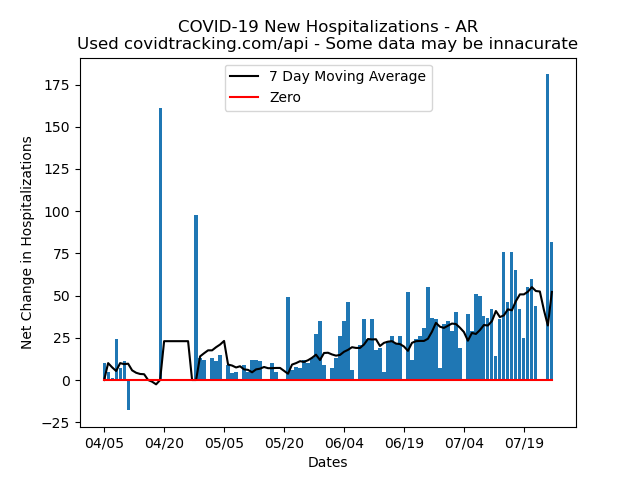 COVID-19 New Hospitalizations - AR
Used covidtracking.com/api - Some data may be innacurate
7 Day Moving Average
Zero
Net Change in Hospitalizations
175
150
125
100
75
50
25
0
−25
04/05 04/20 05/05 05/20 06/04 06/19 07/04 07/19
Dates